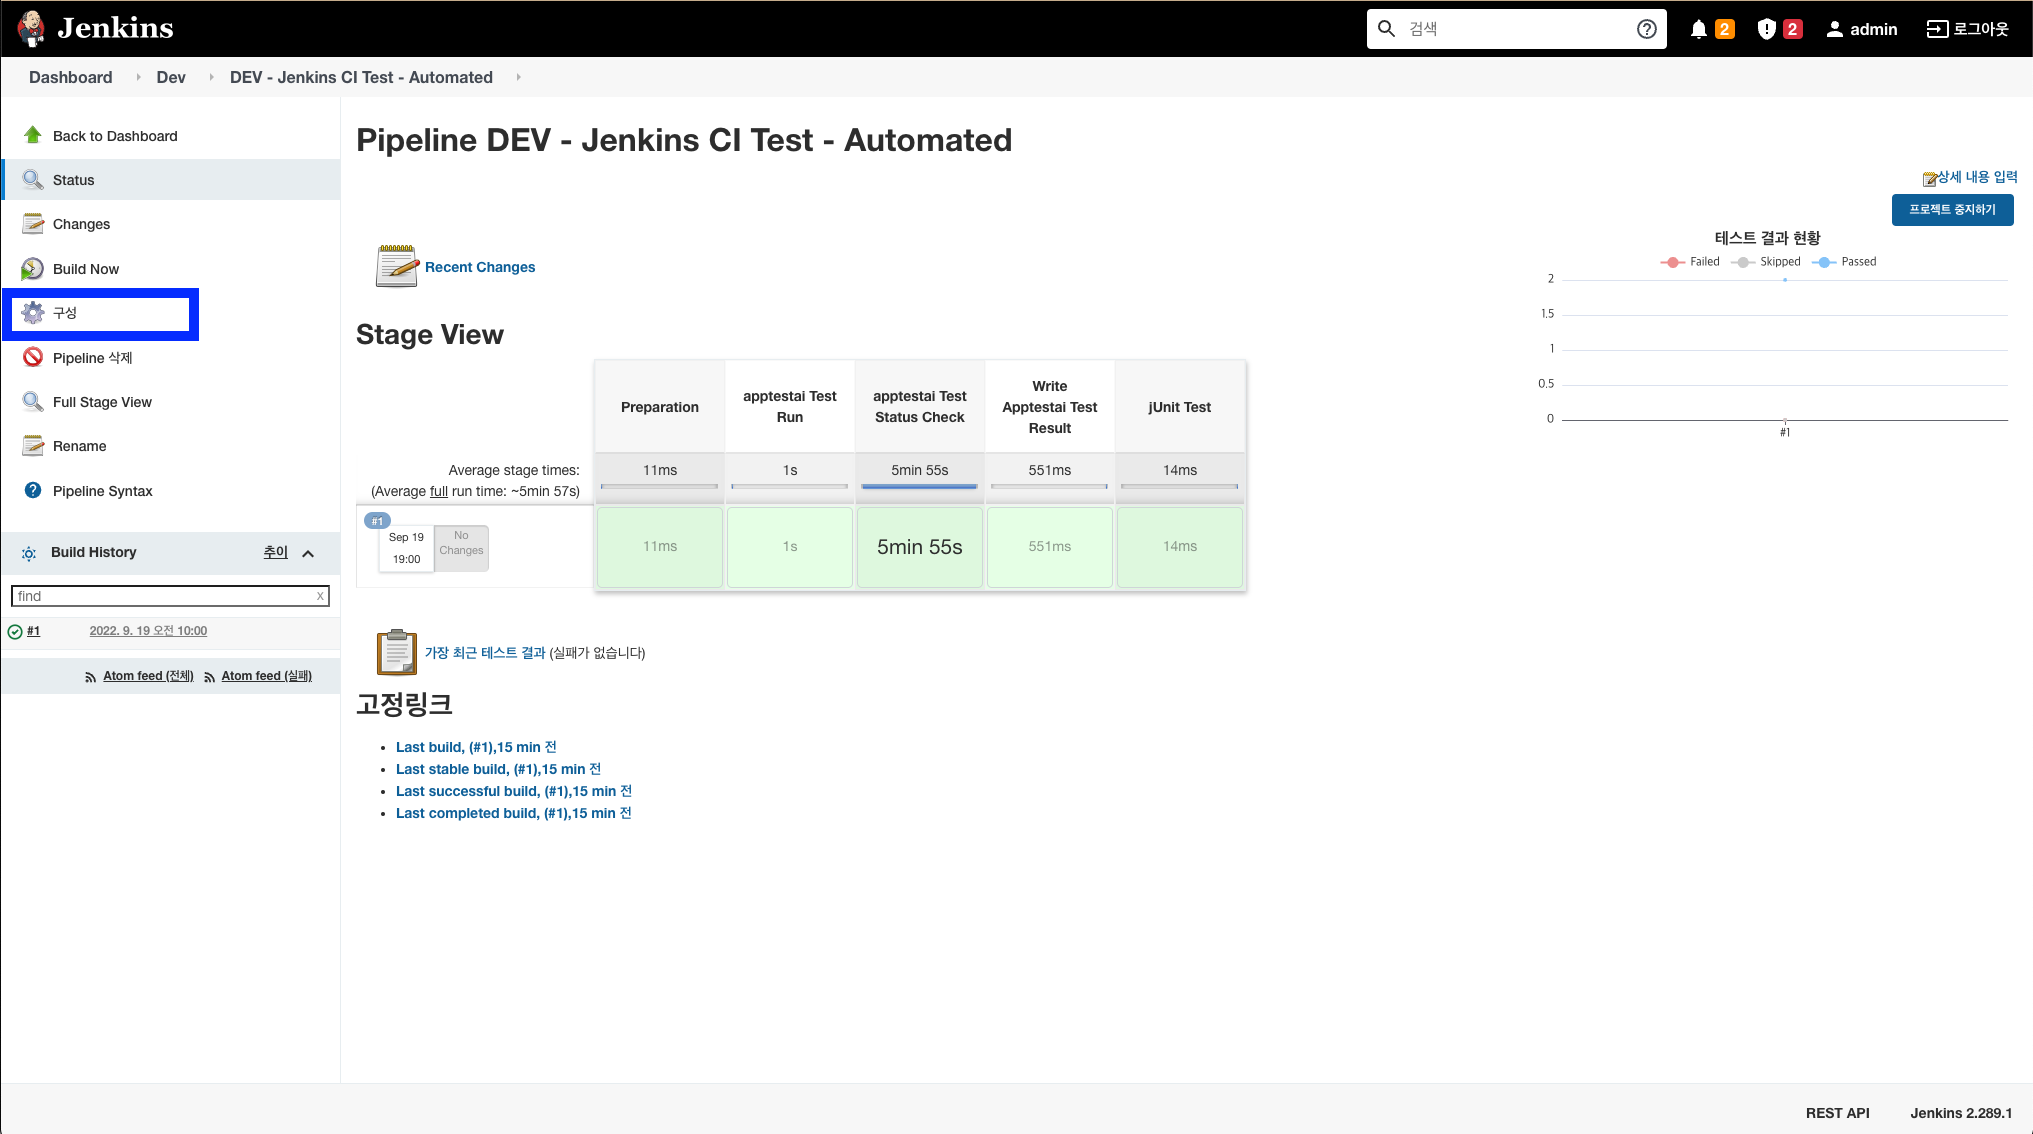 Jenkins
검색
2
2
admin
로그아웃
Dashboard
Dev
DEV - Jenkins CI Test - Automated
Back to Dashboard
Status
Changes
Build Now
구성
Pipeline 삭제
Full Stage View
Rename
Pipeline Syntax
Build History
추이
find
x
#1
2022. 9. 19 오전 10:00
Atom feed (전체)
Atom feed (실패)
Pipeline DEV - Jenkins CI Test - Automated
상세 내용 입력
프로젝트 중지하기
Recent Changes
테스트 결과 현황
Failed
Skipped
Passed
2
1.5
1
0.5
0
#1
Stage View
Preparation
apptestai Test
Run
apptestai Test
Status Check
Write
Apptestai Test
Result
jUnit Test
Average stage times:
(Average full run time: ~5min 57s)
11ms
1s
5min 55s
551ms
14ms
#1
Sep 19
19:00
No
Changes
11ms
1s
5min 55s
551ms
14ms
가장 최근 테스트 결과 (실패가 없습니다)
고정링크
Last build, (#1),15 min 전
Last stable build, (#1),15 min 전
Last successful build, (#1),15 min 전
Last completed build, (#1),15 min 전
REST API
Jenkins 2.289.1